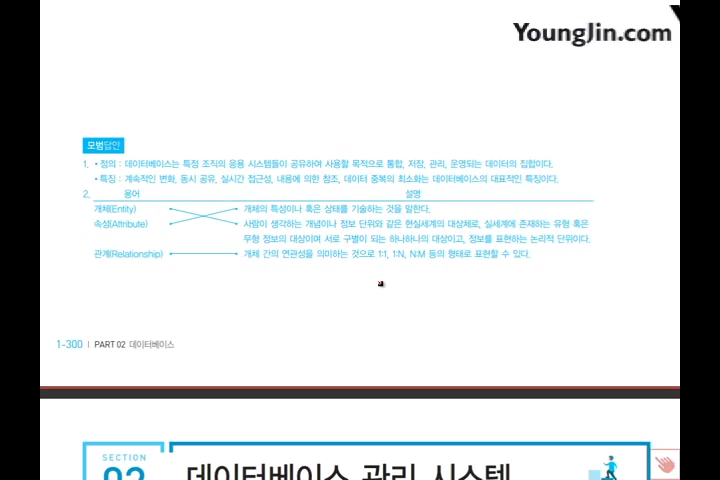 YoungJin.com
모범답안
1. • 정의 : 데이터베이스는 특정 조직의 응용 시스템들이 공유하여 사용할 목적으로 통합, 저장, 관리, 운영되는 데이터의 집합이다.
• 특징 : 계속적인 변화, 동시 공유, 실시간 접근성, 내용에 의한 참조, 데이터 중복의 최소화는 데이터베이스의 대표적인 특징이다.
2. 용어 설명
개체(Entity) 개체의 특성이나 혹은 상태를 기술하는 것을 말한다.
속성(Attribute) 사람이 생각하는 개념이나 정보 단위와 같은 현실세계의 대상체로, 실세계에 존재하는 유형 혹은
무형 정보의 대상이며 서로 구별이 되는 하나하나의 대상이고, 정보를 표현하는 논리적 단위이다.
관계(Relationship) 개체 간의 연관성을 의미하는 것으로 1:1, 1:N, N:M 등의 형태로 표현할 수 있다.
1-300 | PART 02 데이터베이스
SECTION
02 데이터베이스 관리 시스템